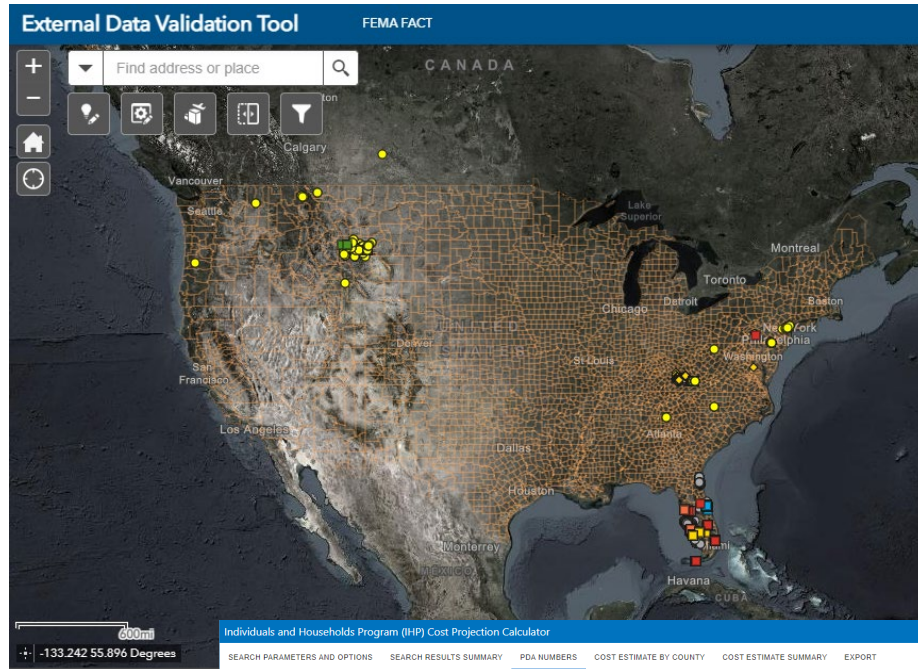 External Data Validation Tool FEMA FACT
Find address or place
CANADA
Calgary
Vancouver
Seattle
Lake
Superior
Montreal
Toronto
Boston
Chicago
Detroit
UNITED
New York
Philadelphia
Denver
Washington
St Louis
San
Francisco
Los Angeles
Atlanta
Dallas
Houston
Monterrey
MEXICO
Havana
CUBA
600mi
-133.242 55.896 Degrees
Individuals and Households Program (IHP) Cost Projection Calculator
SEARCH PARAMETERS AND OPTIONS SEARCH RESULTS SUMMARY PDA NUMBERS COST ESTIMATE BY COUNTY COST ESTIMATE SUMMARY EXPORT